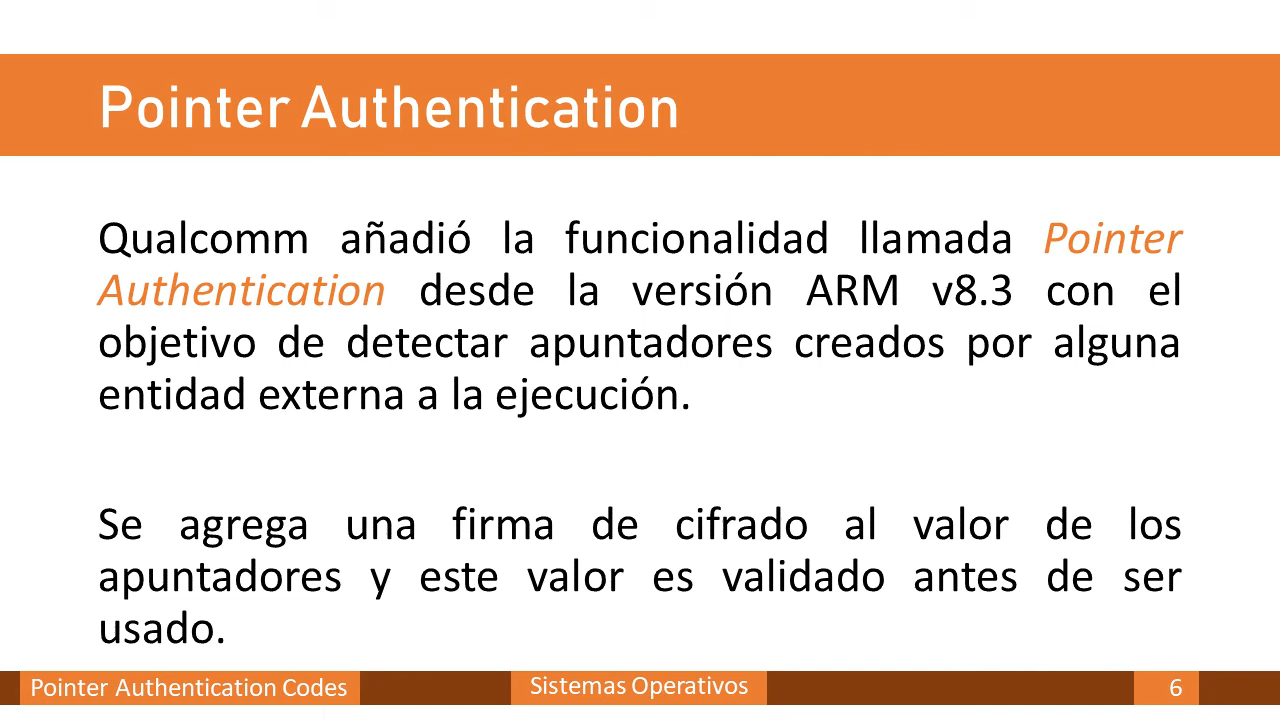 Pointer Authentication
Qualcomm añadió la funcionalidad llamada Pointer
Authentication desde la versión ARM v8.3 con el
objetivo de detectar apuntadores creados por alguna
entidad externa a la ejecución.
Se agrega una firma de cifrado al valor de los
apuntadores y este valor es validado antes de ser
usado.
Pointer Authentication Codes
Sistemas Operativos
6